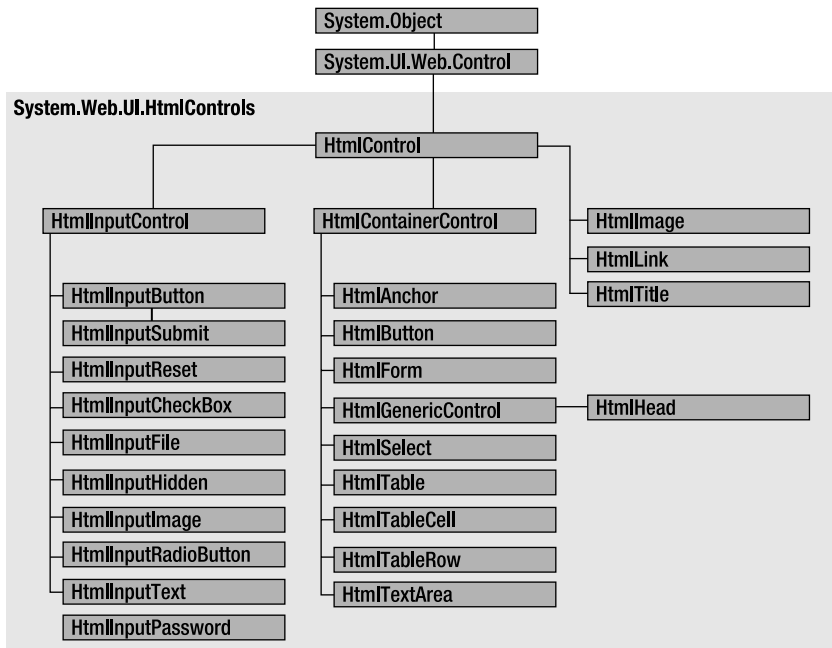 System.Object
System.UI.Web.Control
System.Web.UI.HtmlControls
HtmlControl
HtmlInputControl
HtmlInputButton
HtmlInputSubmit
HtmlInputReset
HtmlInputCheckBox
HtmlInputFile
HtmlInputHidden
HtmlInputImage
HtmlInputRadioButton
HtmlInputText
HtmlInputPassword
HtmlContainerControl
HtmlAnchor
HtmlButton
HtmlForm
HtmlGenericControl
HtmlHead
HtmlSelect
HtmlTable
HtmlTableCell
HtmlTableRow
HtmlTextArea
HtmlImage
HtmlLink
HtmlTitle